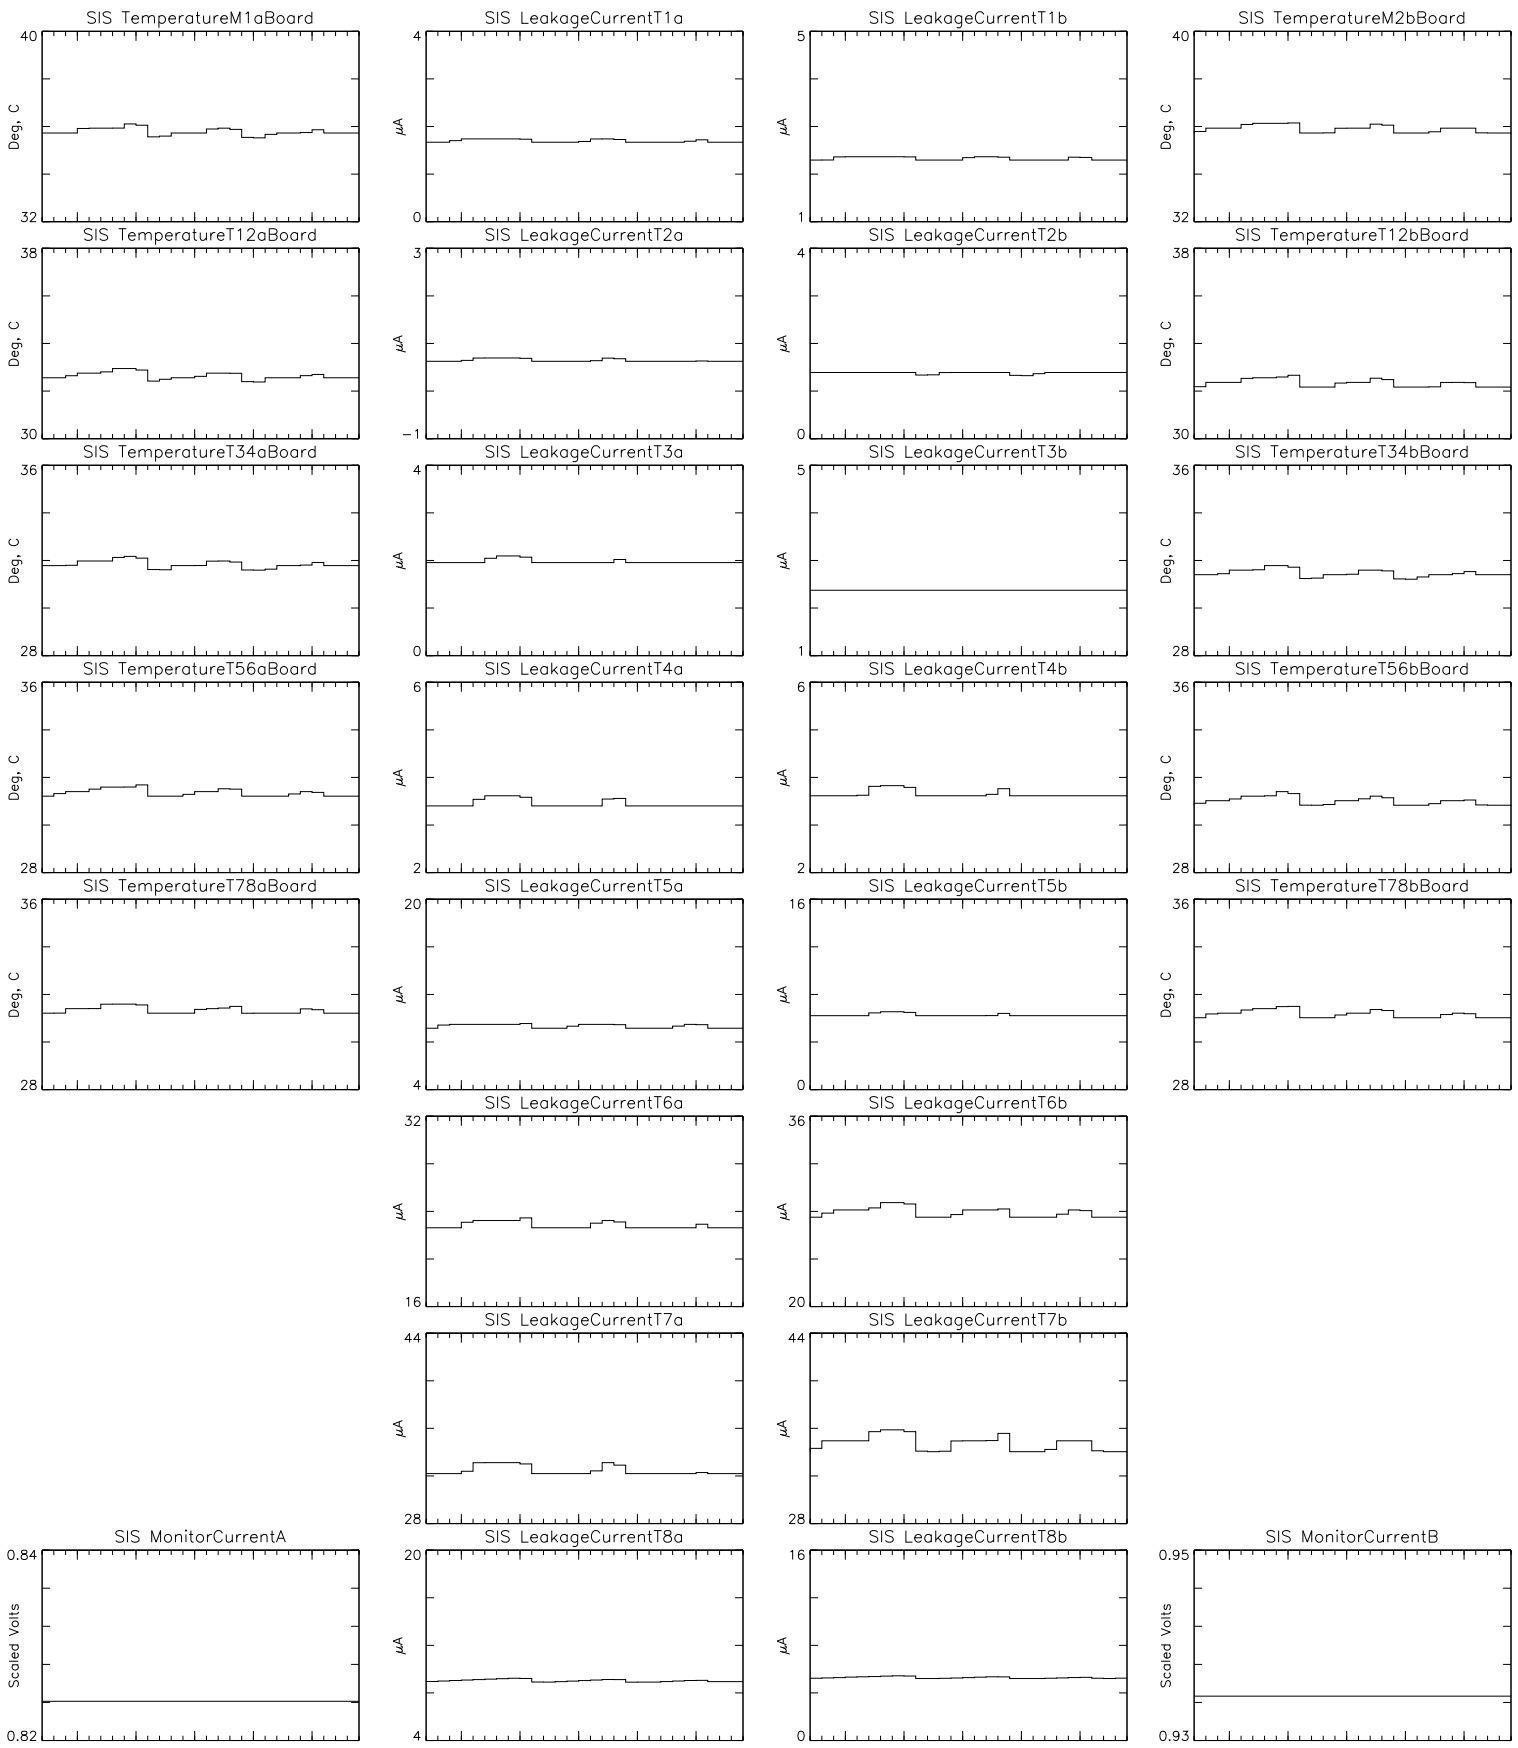 SIS TemperatureM1aBoard
40
Deg, C
32
SIS LeakageCurrentT1a
4
μA
0
SIS LeakageCurrentT1b
5
μA
1
SIS TemperatureM2bBoard
40
Deg, C
32
SIS TemperatureT12aBoard
38
Deg, C
30
SIS LeakageCurrentT2a
3
μA
-1
SIS LeakageCurrentT2b
4
μA
0
SIS TemperatureT12bBoard
38
Deg, C
30
SIS TemperatureT34aBoard
36
Deg, C
28
SIS LeakageCurrentT3a
4
μA
0
SIS LeakageCurrentT3b
5
μA
1
SIS TemperatureT34bBoard
36
Deg, C
28
SIS TemperatureT56aBoard
36
Deg, C
28
SIS LeakageCurrentT4a
6
μA
2
SIS LeakageCurrentT4b
6
μA
2
SIS TemperatureT56bBoard
36
Deg, C
28
SIS TemperatureT78aBoard
36
Deg, C
28
SIS LeakageCurrentT5a
20
μA
4
SIS LeakageCurrentT5b
16
μA
0
SIS TemperatureT78bBoard
36
Deg, C
28
SIS LeakageCurrentT6a
32
μA
16
SIS LeakageCurrentT6b
36
μA
20
SIS LeakageCurrentT7a
44
μA
28
SIS LeakageCurrentT7b
44
μA
28
SIS MonitorCurrentA
0.84
Scaled Volts
0.82
SIS LeakageCurrentT8a
20
μA
4
SIS LeakageCurrentT8b
16
μA
0
SIS MonitorCurrentB
0.95
Scaled Volts
0.93